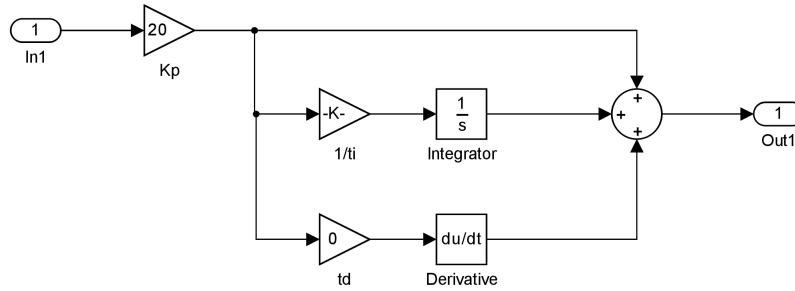 1
In1
20
Kp
-K-
1/ti
1
s
Integrator
0
td
du/dt
Derivative
+
+
+
1
Out1